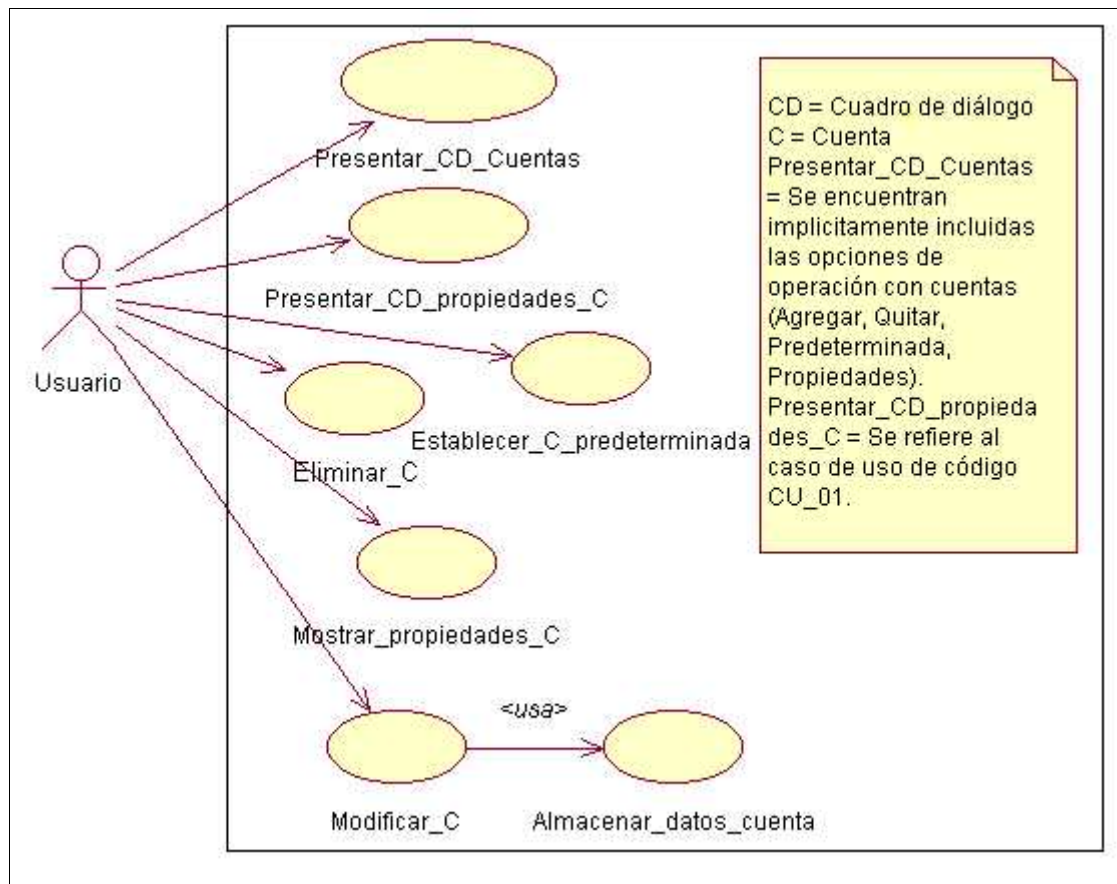 Presentar_CD_Cuentas
Presentar_CD_propiedades_C
Usuario
Establecer_C_predeterminada
Eliminar_C
Mostrar_propiedades_C
<usa>
Modificar_C
Almacenar_datos_cuenta
CD = Cuadro de diálogo
C = Cuenta
Presentar_CD_Cuentas
= Se encuentran
implicitamente incluidas
las opciones de
operación con cuentas
(Agregar, Quitar,
Predeterminada,
Propiedades).
Presentar_CD_propieda
des_C = Se refiere al
caso de uso de código
CU_01.